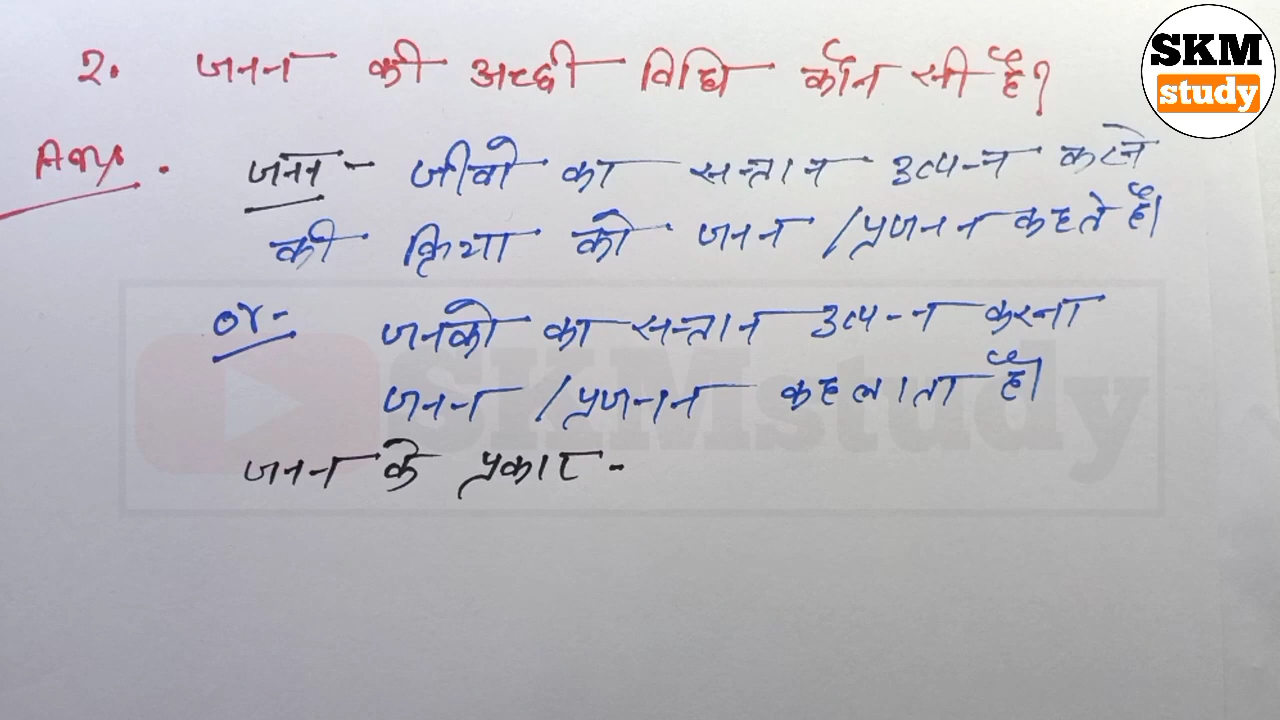 SKM
study
2. जनन की अच्छी विधि कौन सी है?
Ans. जनन - जीवो का सन्तान उत्पन्न करने
की क्रिया को जनन /प्रजनन कहते है।
or- जनको का सन्तान उत्पन्न करना
जनन /प्रजनन कहलाता है।
SKMstudy
जनन के प्रकार -